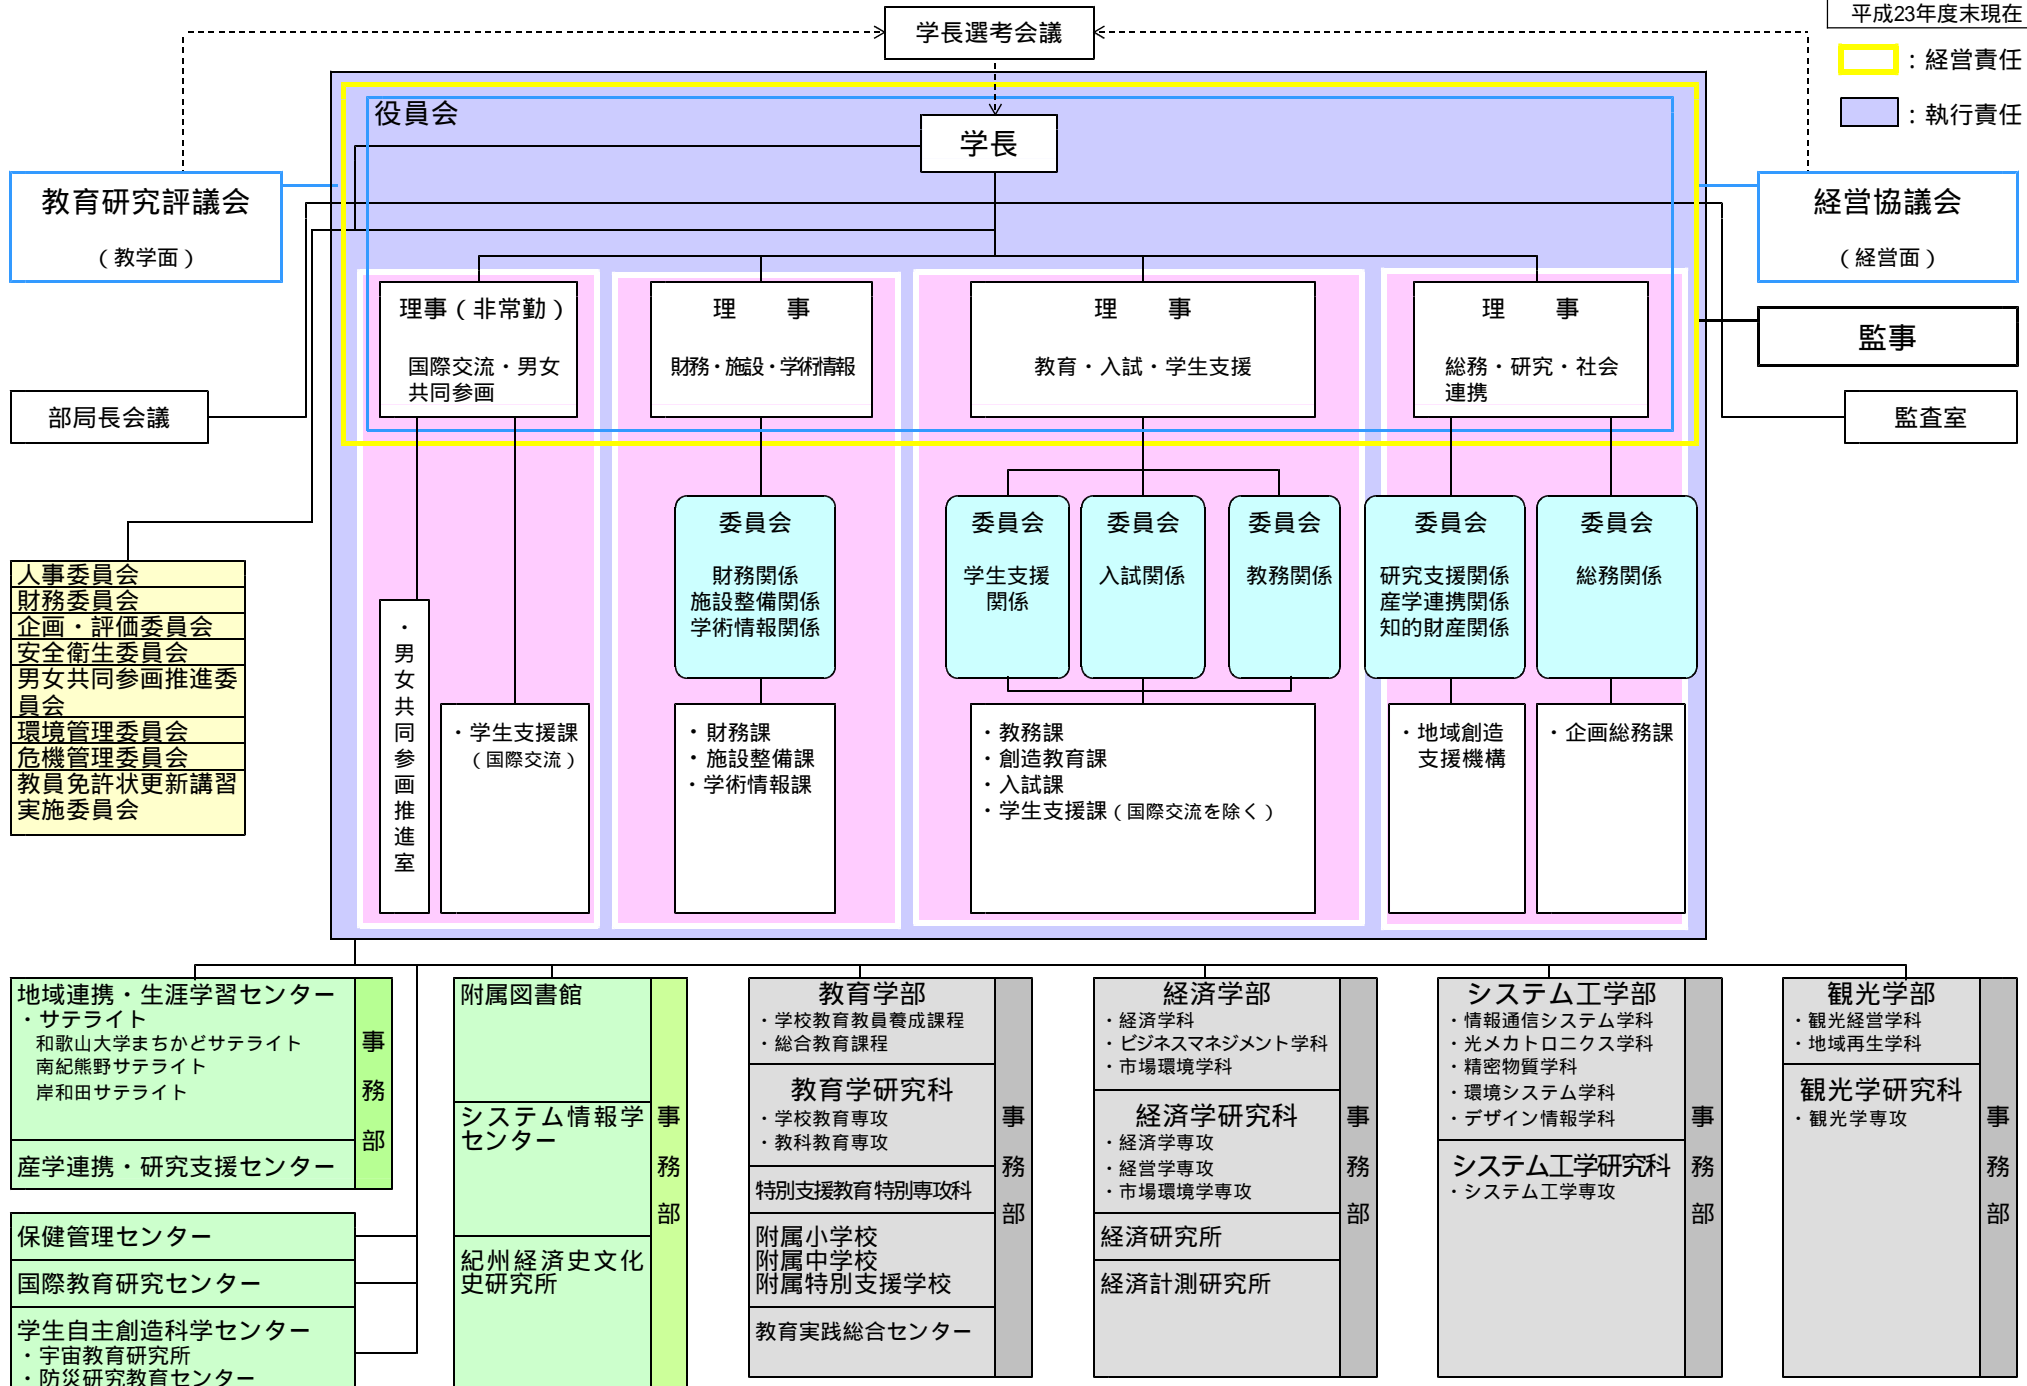 平成23年度末現在
学長選考会議
：経営責任
：執行責任
役員会
学長
教育研究評議会
（教学面）
経営協議会
（経営面）
理事（非常勤）
国際交流・男女
共同参画
理　　事
財務・施設・学術情報
理　　事
教育・入試・学生支援
理　　事
総務・研究・社会
連携
監事
部局長会議
監査室
委員会
財務関係
施設整備関係
学術情報関係
委員会
学生支援
関係
委員会
入試関係
委員会
教務関係
委員会
研究支援関係
産学連携関係
知的財産関係
委員会
総務関係
人事委員会
財務委員会
企画・評価委員会
安全衛生委員会
男女共同参画推進委
員会
環境管理委員会
危機管理委員会
教員免許状更新講習
実施委員会
・男女共同参画推進室
・学生支援課
（国際交流）
・財務課
・施設整備課
・学術情報課
・教務課
・創造教育課
・入試課
・学生支援課（国際交流を除く）
・地域創造
支援機構
・企画総務課
地域連携・生涯学習センター
・サテライト
和歌山大学まちかどサテライト
南紀熊野サテライト
岸和田サテライト
産学連携・研究支援センター
事務部
保健管理センター
国際教育研究センター
学生自主創造科学センター
・宇宙教育研究所
・防災研究教育センター
附属図書館
システム情報学
センター
紀州経済史文化
史研究所
事務部
教育学部
・学校教育教員養成課程
・総合教育課程
教育学研究科
・学校教育専攻
・教科教育専攻
特別支援教育特別専攻科
附属小学校
附属中学校
附属特別支援学校
教育実践総合センター
事務部
経済学部
・経済学科
・ビジネスマネジメント学科
・市場環境学科
経済学研究科
・経済学専攻
・経営学専攻
・市場環境学専攻
経済研究所
経済計測研究所
事務部
システム工学部
・情報通信システム学科
・光メカトロニクス学科
・精密物質学科
・環境システム学科
・デザイン情報学科
システム工学研究科
・システム工学専攻
事務部
観光学部
・観光経営学科
・地域再生学科
観光学研究科
・観光学専攻
事務部